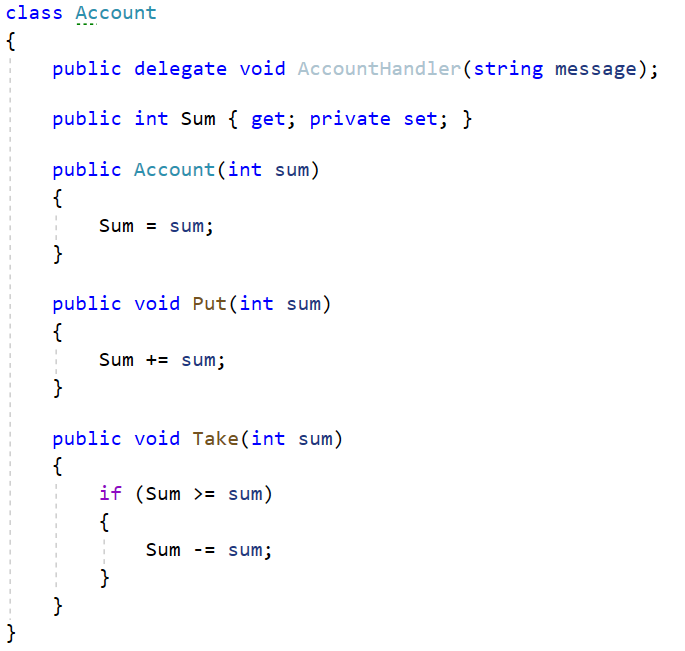 class Account
{
    public delegate void AccountHandler(string message);
    public int Sum { get; private set; }
    public Account(int sum)
    {
        Sum = sum;
    }
    public void Put(int sum)
    {
        Sum += sum;
    }
    public void Take(int sum)
    {
        if (Sum >= sum)
        {
            Sum -= sum;
        }
    }
}